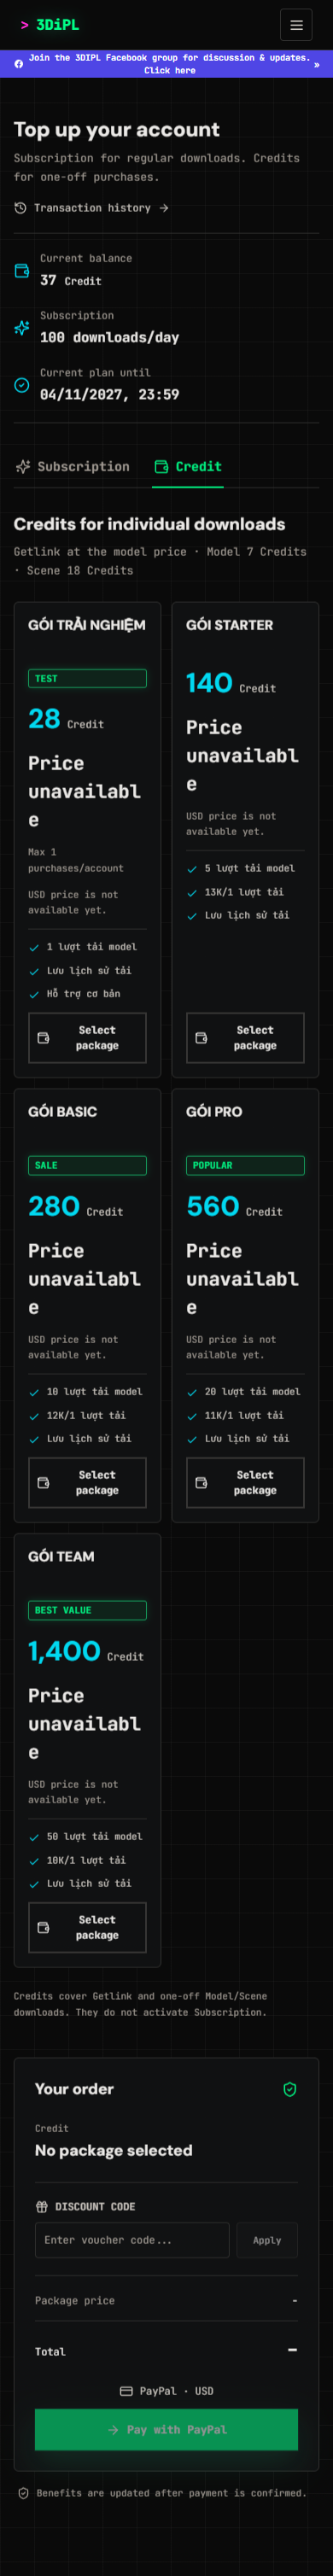 > 3DiPL
Join the 3DIPL Facebook group for discussion & updates. »
Click here
Top up your account
Subscription for regular downloads. Credits
for one-off purchases.
Transaction history →
Current balance
37 Credit
Subscription
100 downloads/day
Current plan until
04/11/2027, 23:59
Subscription
Credit
Credits for individual downloads
Getlink at the model price · Model 7 Credits
· Scene 18 Credits
GÓI TRẢI NGHIỆM
TEST
28 Credit
Price
unavailabl
e
Max 1
purchases/account
USD price is not
available yet.
1 lượt tải model
Lưu lịch sử tải
Hỗ trợ cơ bản
Select
package
GÓI STARTER
140 Credit
Price
unavailabl
e
USD price is not
available yet.
5 lượt tải model
13K/1 lượt tải
Lưu lịch sử tải
Select
package
GÓI BASIC
SALE
280 Credit
Price
unavailabl
e
USD price is not
available yet.
10 lượt tải model
12K/1 lượt tải
Lưu lịch sử tải
Select
package
GÓI PRO
POPULAR
560 Credit
Price
unavailabl
e
USD price is not
available yet.
20 lượt tải model
11K/1 lượt tải
Lưu lịch sử tải
Select
package
GÓI TEAM
BEST VALUE
1,400 Credit
Price
unavailabl
e
USD price is not
available yet.
50 lượt tải model
10K/1 lượt tải
Lưu lịch sử tải
Select
package
Credits cover Getlink and one-off Model/Scene
downloads. They do not activate Subscription.
Your order
Credit
No package selected
DISCOUNT CODE
Enter voucher code...
Apply
Package price -
Total –
PayPal · USD
→ Pay with PayPal
Benefits are updated after payment is confirmed.